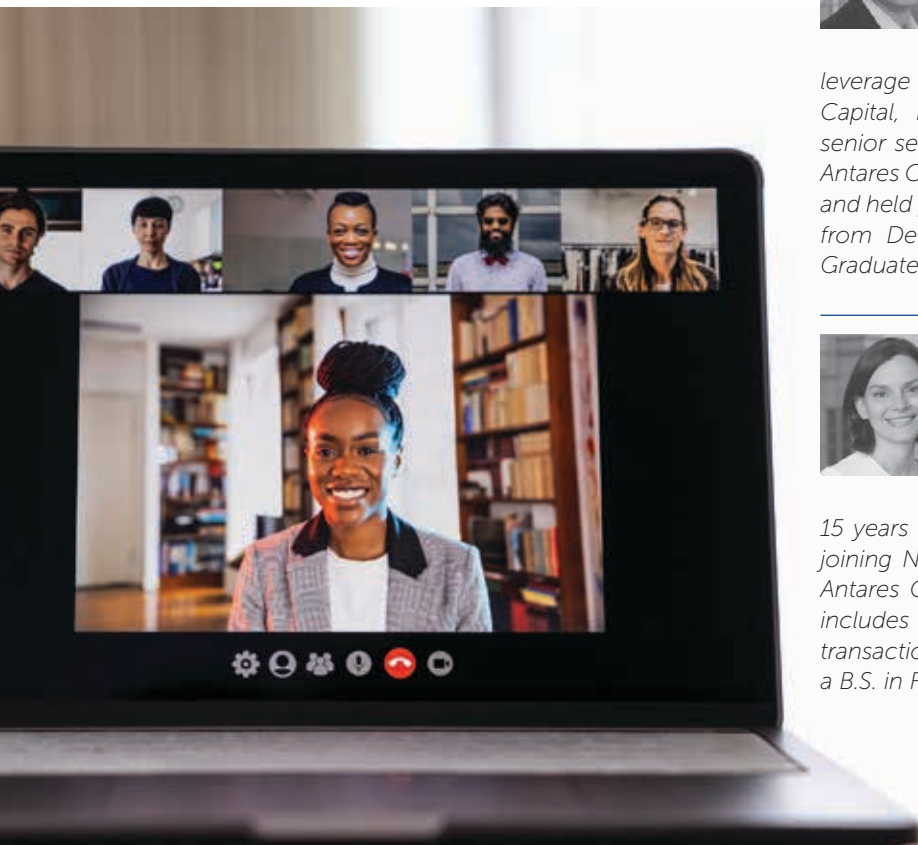 leverage
Capital,
senior se
Antares C
and held
from De
Graduate
15 years
joining N
Antares C
includes
transactio
a B.S. in F